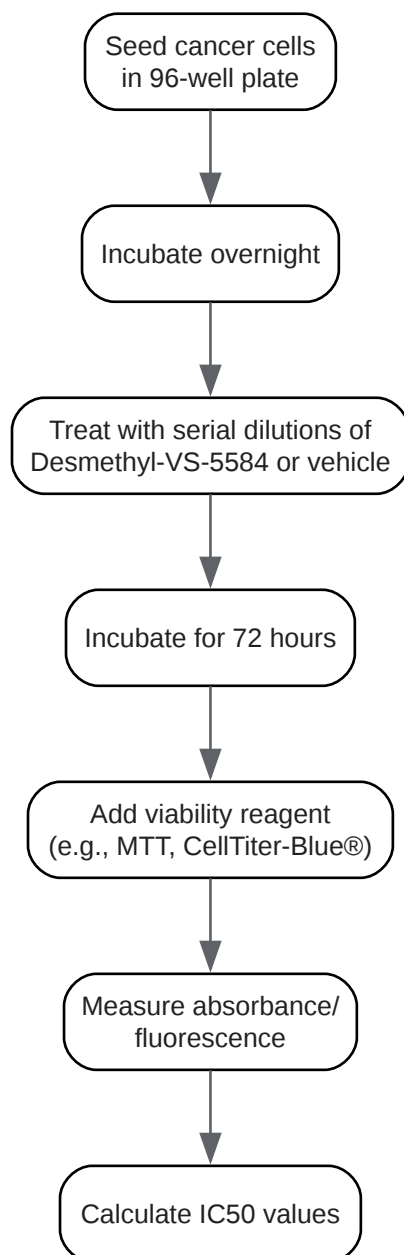 Seed cancer cells
in 96-well plate
Incubate overnight
Treat with serial dilutions of
Desmethyl-VS-5584 or vehicle
Incubate for 72 hours
Add viability reagent
(e.g., MTT, CellTiter-Blue®)
Measure absorbance/
fluorescence
Calculate IC50 values